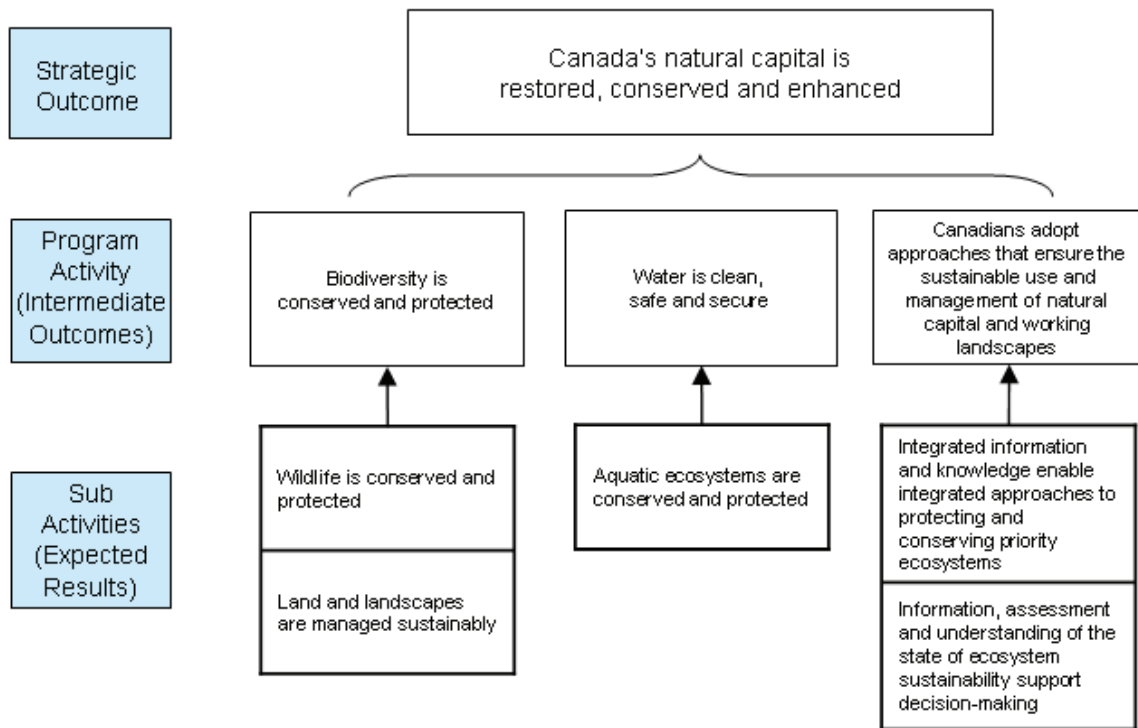 Strategic
Outcome
Canada's natural capital is
restored, conserved and enhanced
Program
Activity
(Intermediate
Outcomes)
Biodiversity is
conserved and protected
Water is clean,
safe and secure
Canadians adopt
approaches that ensure the
sustainable use and
management of natural
capital and working
landscapes
Sub
Activities
(Expected
Results)
Wildlife is conserved and
protected
Land and landscapes
are managed sustainably
Aquatic ecosystems are
conserved and protected
Integrated information
and knowledge enable
integrated approaches to
protecting and
conserving priority
ecosystems
Information, assessment
and understanding of the
state of ecosystem
sustainability support
decision-making